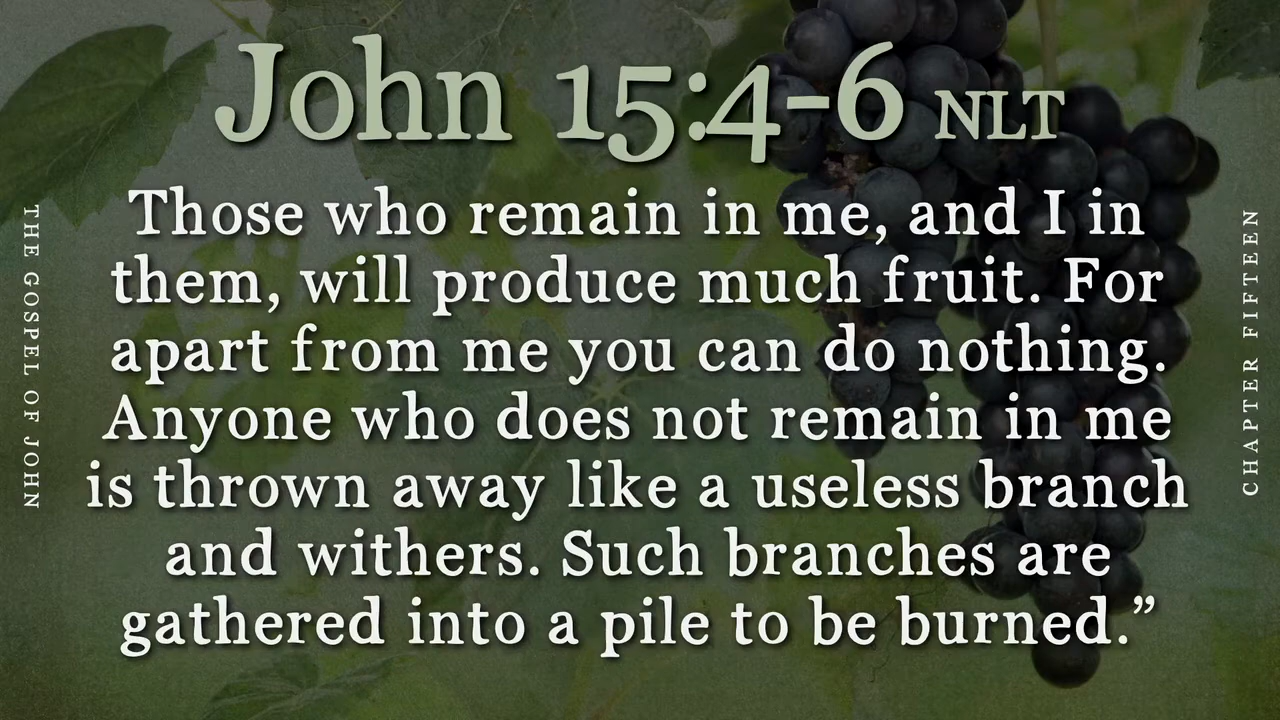 John 15:4-6 NLT
Those who remain in me, and I in
them, will produce much fruit. For
apart from me you can do nothing.
Anyone who does not remain in me
is thrown away like a useless branch
and withers. Such branches are
gathered into a pile to be burned.”
THE GOSPEL OF JOHN
CHAPTER FIFTEEN